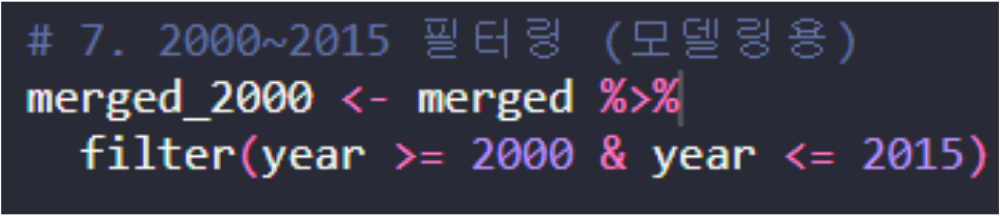 # 7. 2000~2015 필터링 (모델링용)
merged_2000 <- merged %>%
  filter(year >= 2000 & year <= 2015)